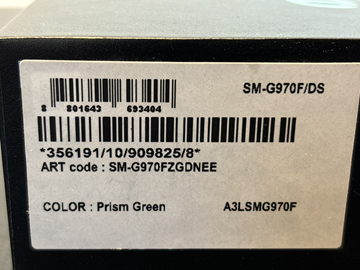 SM-G970F/DS
8 801643 693404
*356191/10/909825/8*
ART code : SM-G970FZGDNEE
COLOR : Prism Green A3LSMG970F